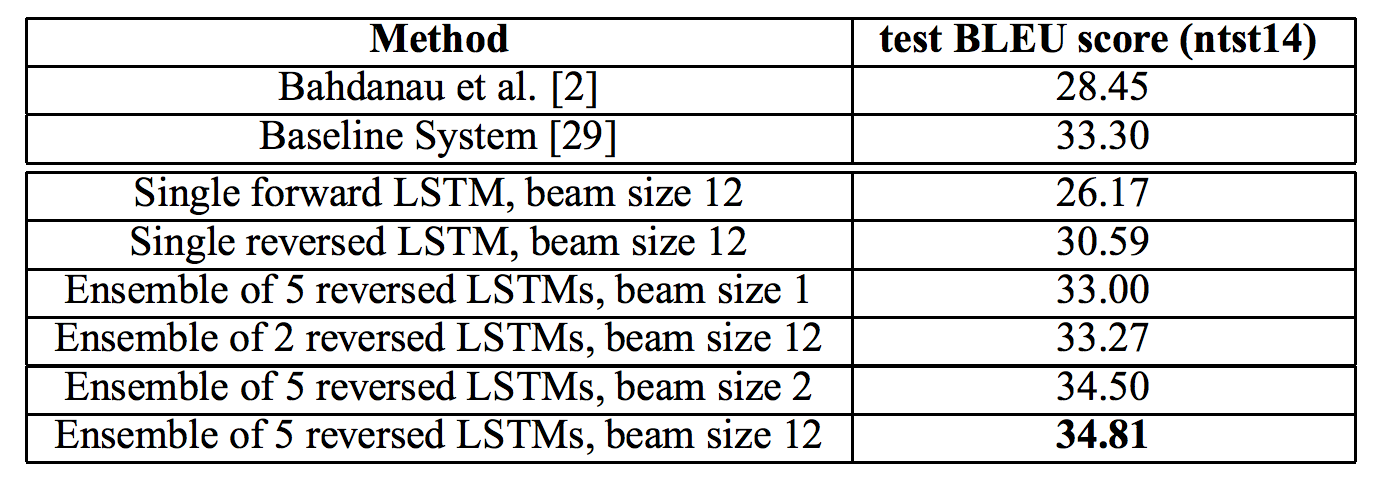 Method test BLEU score (ntst14)
Bahdanau et al. [2] 28.45
Baseline System [29] 33.30
Single forward LSTM, beam size 12 26.17
Single reversed LSTM, beam size 12 30.59
Ensemble of 5 reversed LSTMs, beam size 1 33.00
Ensemble of 2 reversed LSTMs, beam size 12 33.27
Ensemble of 5 reversed LSTMs, beam size 2 34.50
Ensemble of 5 reversed LSTMs, beam size 12 34.81